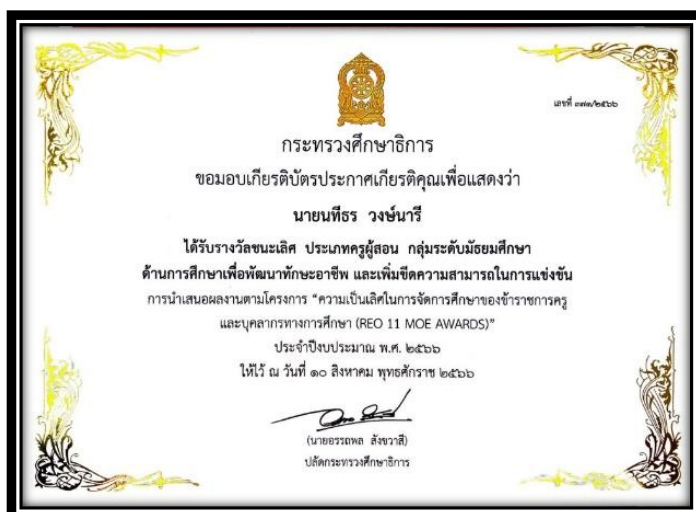 เลขที่ ๓๗๑/๒๕๖๖
กระทรวงศึกษาธิการ
ขอมอบเกียรติบัตรประกาศเกียรติคุณเพื่อแสดงว่า
นายนทีธร วงษ์นารี
ได้รับรางวัลชนะเลิศ ประเภทครูผู้สอน กลุ่มระดับมัธยมศึกษา
ด้านการศึกษาเพื่อพัฒนาทักษะอาชีพ และเพิ่มขีดความสามารถในการแข่งขัน
การนำเสนอผลงานตามโครงการ “ความเป็นเลิศในการจัดการศึกษาของข้าราชการครู
และบุคลากรทางการศึกษา (REO 11 MOE AWARDS)”
ประจำปีงบประมาณ พ.ศ. ๒๕๖๖
ให้ไว้ ณ วันที่ ๑๐ สิงหาคม พุทธศักราช ๒๕๖๖
(นายอรรถพล สังขวาสี)
ปลัดกระทรวงศึกษาธิการ